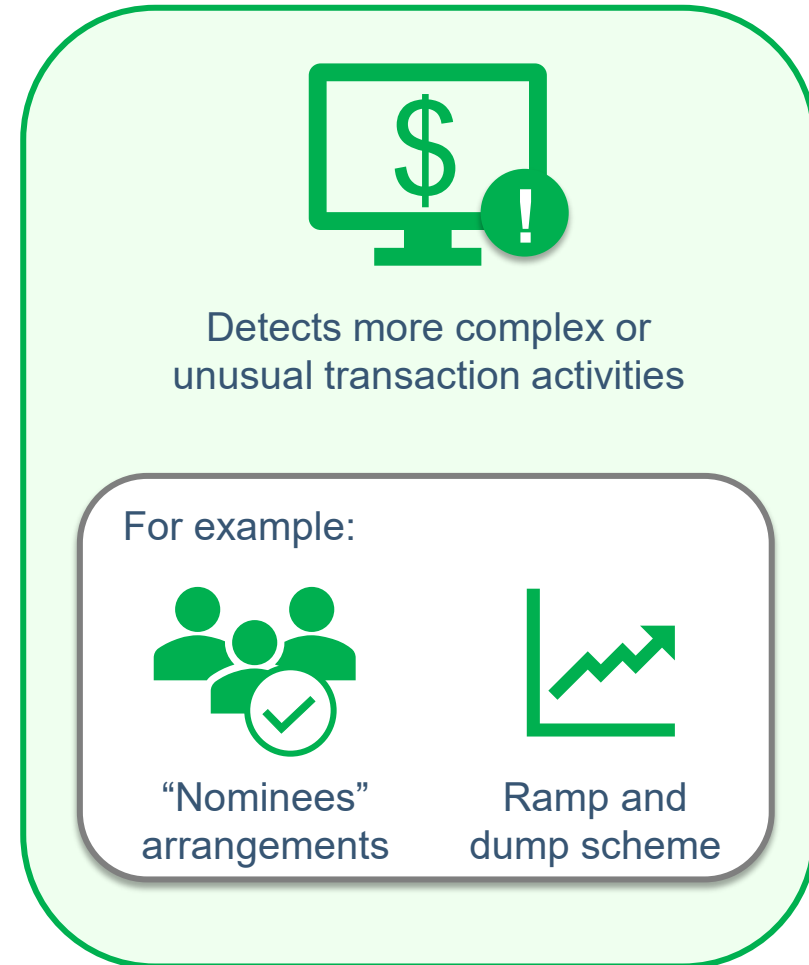 $
!
Detects more complex or
unusual transaction activities
For example:
“Nominees”
arrangements
Ramp and
dump scheme